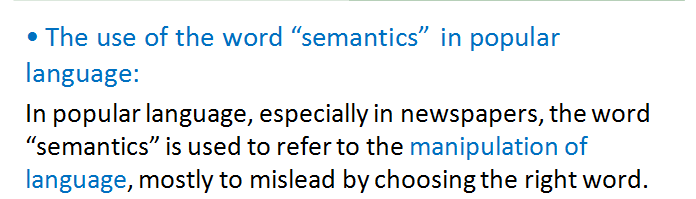 • The use of the word “semantics” in popular
language:
In popular language, especially in newspapers, the word
“semantics” is used to refer to the manipulation of
language, mostly to mislead by choosing the right word.